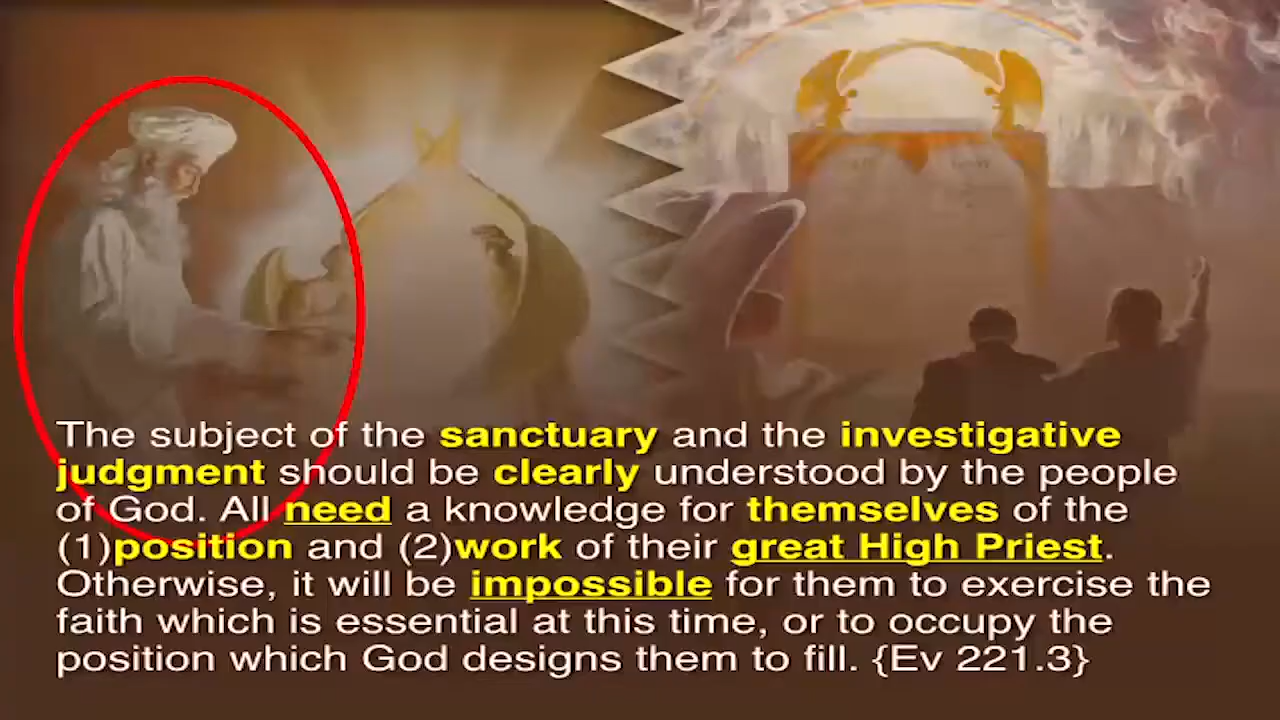 The subject of the sanctuary and the investigative
judgment should be clearly understood by the people
of God. All need a knowledge for themselves of the
(1)position and (2)work of their great High Priest.
Otherwise, it will be impossible for them to exercise the
faith which is essential at this time, or to occupy the
position which God designs them to fill. {Ev 221.3}